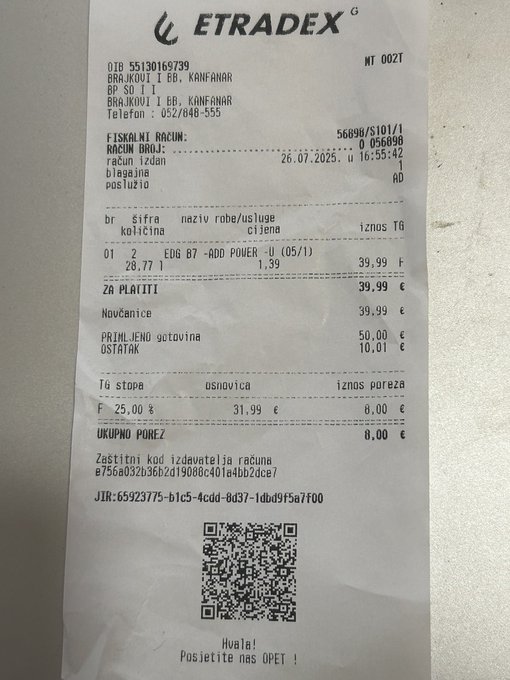 ETRADEX G
OIB 55130169739 MT 002T
BRAJKOVI I BB, KANFANAR
BP SO I I
BRAJKOVI I BB, KANFANAR
Telefon : 052/848-555
FISKALNI RAČUN: 56898/S101/1
RAČUN BROJ: .............................. 0 056898
račun izdan 26.07.2025. u 16:55:42
blagajna 1
poslužio AD
br šifra naziv robe/usluge iznos TG
količina cijena
01 2 EDG B7 -ADD POWER -U (05/1)
28,77 l 1,39 39,99 F
ZA PLATITI 39,99 €
Novčanice 39,99 €
PRIMLJENO gotovina 50,00 €
OSTATAK 10,01 €
TG stopa osnovica iznos poreza
F 25,00 % 31,99 € 8,00 €
UKUPNO POREZ 8,00 €
Zaštitni kod izdavatelja računa
e756a032b36b2d19088c401a4bb2dce7
JIR:65923775-b1c5-4cdd-8d37-1dbd9f5a7f00
Hvala!
Posjetite nas OPET !